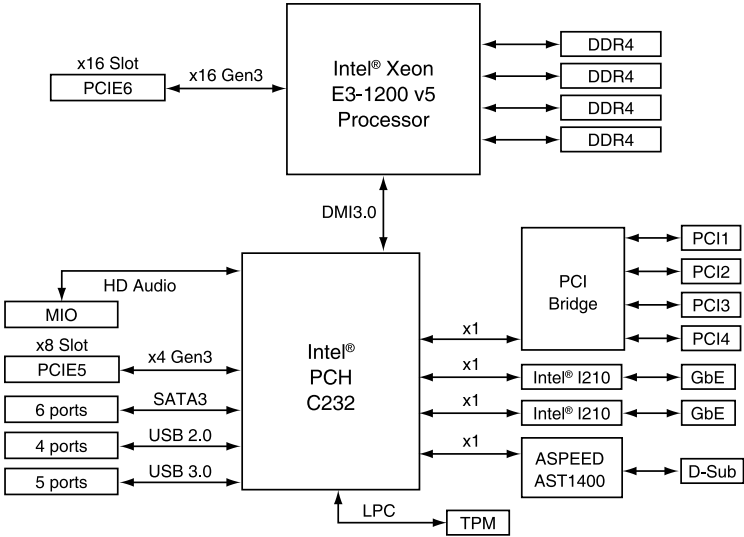 x16 Slot
PCIE6
x16 Gen3
Intel® Xeon
E3-1200 v5
Processor
DDR4
DDR4
DDR4
DDR4
DMI3.0
HD Audio
MIO
x8 Slot
PCIE5
x4 Gen3
6 ports
SATA3
4 ports
USB 2.0
5 ports
USB 3.0
Intel®
PCH
C232
LPC
TPM
x1
PCI
Bridge
PCI1
PCI2
PCI3
PCI4
x1
Intel® I210
GbE
x1
Intel® I210
GbE
x1
ASPEED
AST1400
D-Sub